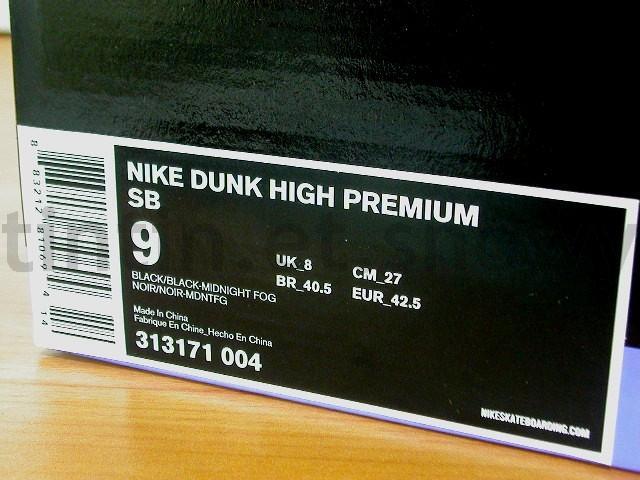 NIKE DUNK HIGH PREMIUM
SB
9
UK_8
CM_27
BR_40.5
EUR_42.5
BLACK/BLACK-MIDNIGHT FOG
NOIR/NOIR-MDNTFG
Made In China
Fabrique En Chine_Hecho En China
313171 004
NIKESKATEBOARDING.COM